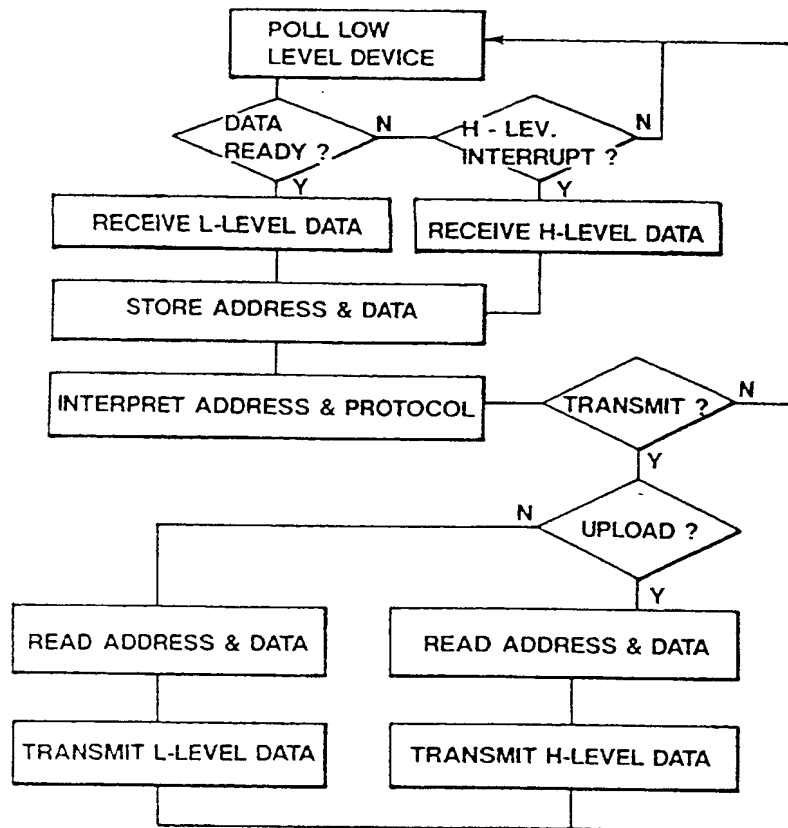 POLL LOW
LEVEL DEVICE
DATA
READY ?
N
H - LEV.
INTERRUPT ?
N
Y
Y
RECEIVE L-LEVEL DATA
RECEIVE H-LEVEL DATA
STORE ADDRESS & DATA
INTERPRET ADDRESS & PROTOCOL
TRANSMIT ?
N
Y
N
UPLOAD ?
Y
READ ADDRESS & DATA
READ ADDRESS & DATA
TRANSMIT L-LEVEL DATA
TRANSMIT H-LEVEL DATA